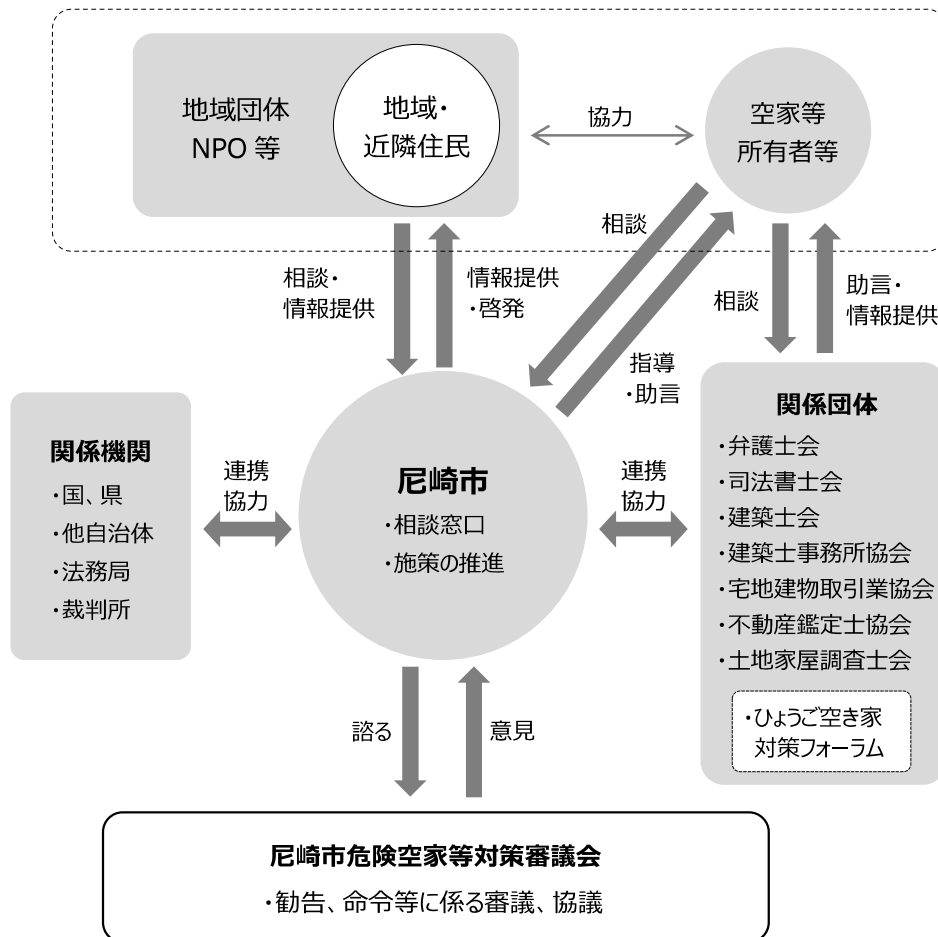 地域団体
NPO 等
地域・
近隣住民
協力
空家等
所有者等
相談・
情報提供
情報提供
・啓発
相談
指導
・助言
相談
助言・
情報提供
関係機関
・国、県
・他自治体
・法務局
・裁判所
連携
協力
尼崎市
・相談窓口
・施策の推進
連携
協力
関係団体
・弁護士会
・司法書士会
・建築士会
・建築士事務所協会
・宅地建物取引業協会
・不動産鑑定士協会
・土地家屋調査士会
・ひょうご空き家
対策フォーラム
諮る
意見
尼崎市危険空家等対策審議会
・勧告、命令等に係る審議、協議